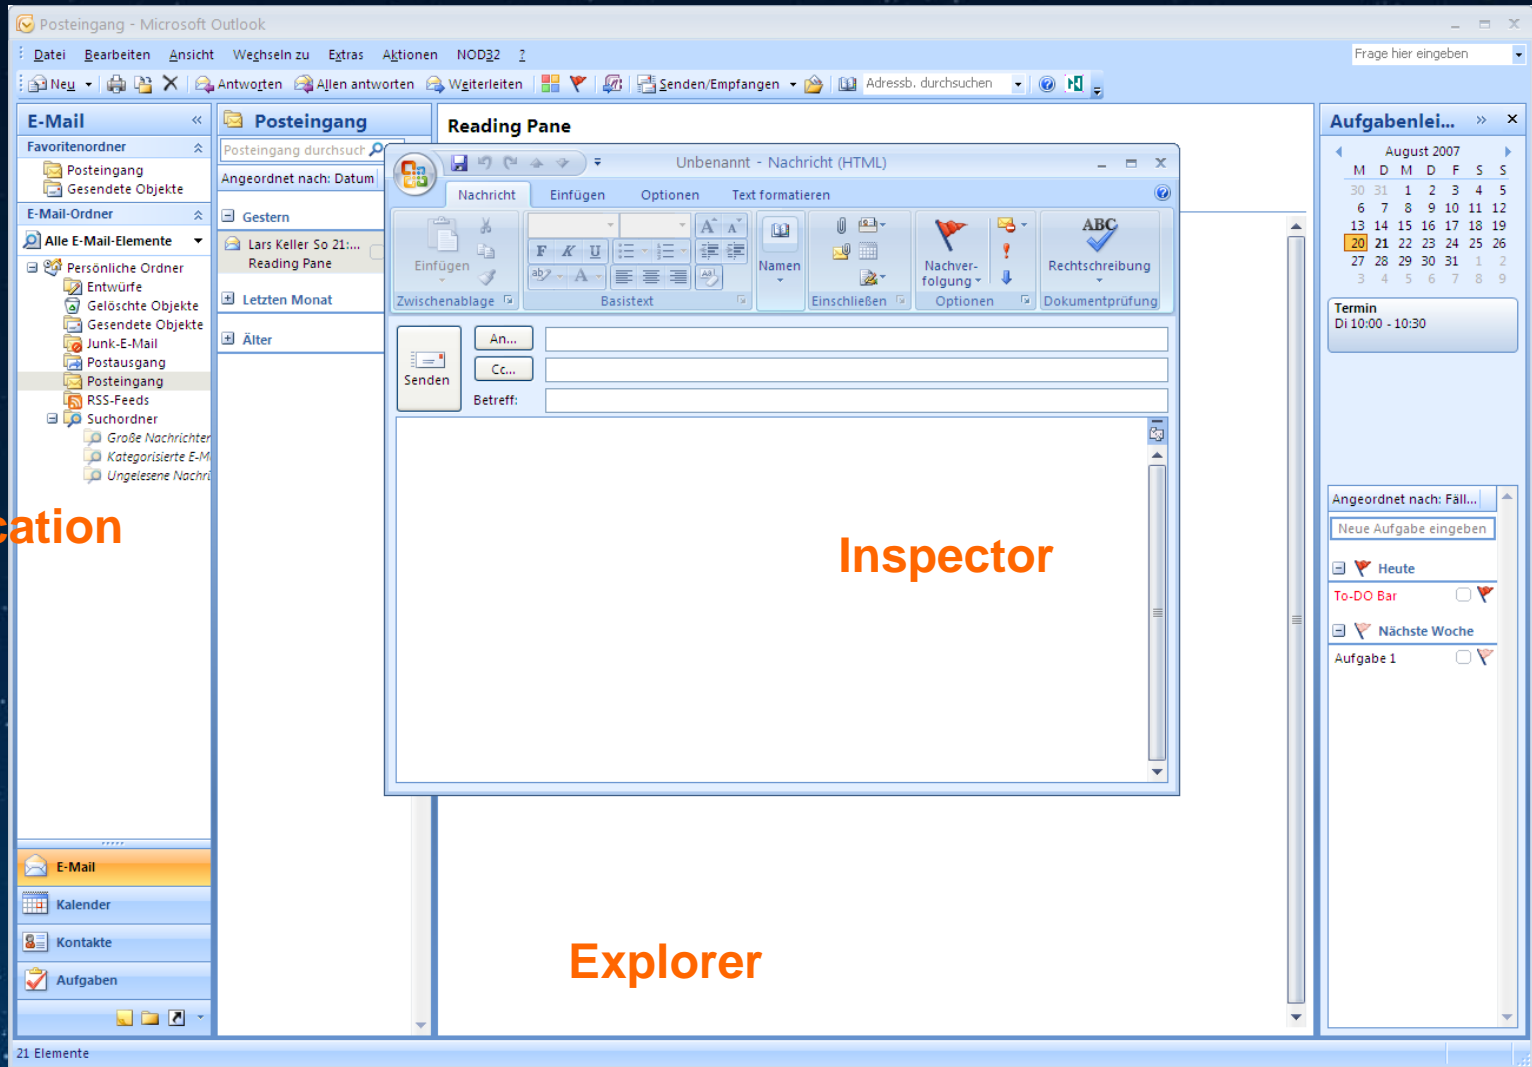 Posteingang - Microsoft Outlook
Datei Bearbeiten Ansicht Wechseln zu Extras Aktionen NOD32 ?
Frage hier eingeben
Neu Antworten Allen antworten Weiterleiten Senden/Empfangen Adressb. durchsuchen
E-Mail
Favoritenordner
Posteingang
Gesendete Objekte
E-Mail-Ordner
Alle E-Mail-Elemente
Persönliche Ordner
Entwürfe
Gelöschte Objekte
Gesendete Objekte
Junk-E-Mail
Postausgang
Posteingang
RSS-Feeds
Suchordner
Große Nachrichten
Kategorisierte E-M
Ungelesene Nachri
cation
E-Mail
Kalender
Kontakte
Aufgaben
21 Elemente
Posteingang
Posteingang durchsuch
Angeordnet nach: Datum
Gestern
Lars Keller So 21:...
Reading Pane
Letzten Monat
Älter
Reading Pane
Unbenannt - Nachricht (HTML)
Nachricht Einfügen Optionen Text formatieren
Einfügen
Zwischenablage
F K U
ab A
Basistext
Namen
Einschließen
Nachver-
folgung
Optionen
ABC
Rechtschreibung
Dokumentprüfung
Senden
An...
Cc...
Betreff:
Inspector
Explorer
Aufgabenlei...
August 2007
M D M D F S S
30 31 1 2 3 4 5
6 7 8 9 10 11 12
13 14 15 16 17 18 19
20 21 22 23 24 25 26
27 28 29 30 31 1 2
3 4 5 6 7 8 9
Termin
Di 10:00 - 10:30
Angeordnet nach: Fäll...
Neue Aufgabe eingeben
Heute
To-DO Bar
Nächste Woche
Aufgabe 1